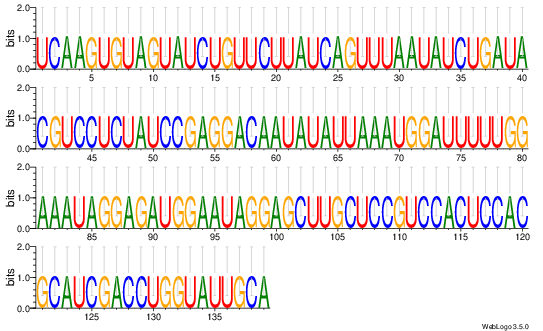 2.0
bits
1.0
UCAAGUGUAGUAUCUGUUCUUAUCAGUUUAAUAUCUGAUA
0.0
5 10 15 20 25 30 35 40
2.0
bits
1.0
CGUCCUCUAUCCGAGGACAAUAUAUUAAAUGGAUUUUUGG
0.0
45 50 55 60 65 70 75 80
2.0
bits
1.0
AAAUAGGAGAUGGAAUAGGAGCUUGCUCCGUCCACUCCAC
0.0
85 90 95 100 105 110 115 120
2.0
bits
1.0
GCAUCGACCUGGUAUUGCA
0.0
125 130 135
WebLogo 3.5.0